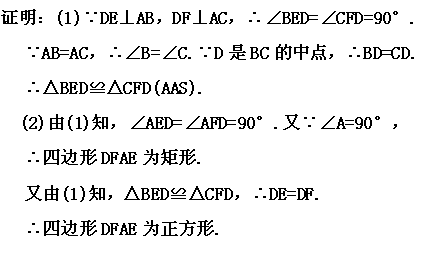 证明：(1)∵DE⊥AB,DF⊥AC,∴∠BED=∠CFD=90°.
∵AB=AC,∴∠B=∠C.∵D是BC的中点,∴BD=CD.
∴△BED≌△CFD(AAS).
(2)由(1)知,∠AED=∠AFD=90°.又∵∠A=90°,
∴四边形DFAE为矩形.
又由(1)知,△BED≌△CFD,∴DE=DF.
∴四边形DFAE为正方形.